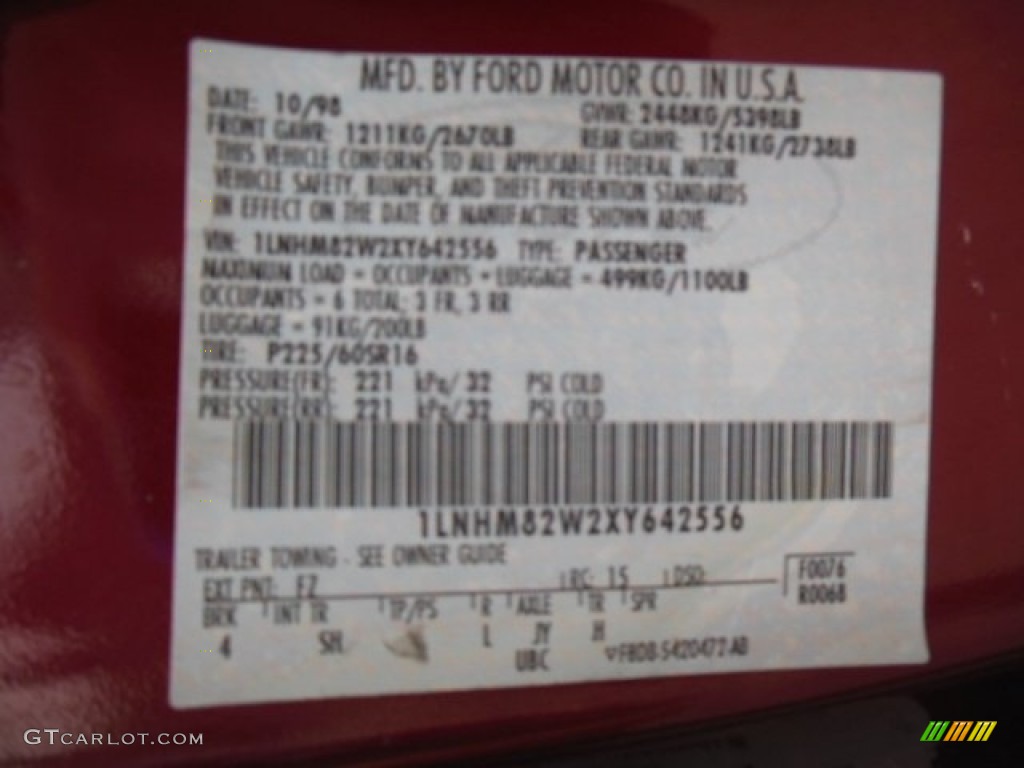 MFD. BY FORD MOTOR CO. IN U.S.A.
DATE: 10/98 GVWR: 2448KG/5398LB
FRONT GAWR: 1211KG/2670LB REAR GAWR: 1241KG/2738LB
THIS VEHICLE CONFORMS TO ALL APPLICABLE FEDERAL MOTOR
VEHICLE SAFETY, BUMPER, AND THEFT PREVENTION STANDARDS
IN EFFECT ON THE DATE OF MANUFACTURE SHOWN ABOVE.
VIN: 1LNHM82W2XY642556 TYPE: PASSENGER
MAXIMUM LOAD = OCCUPANTS + LUGGAGE = 499KG/1100LB
OCCUPANTS = 6 TOTAL; 3 FR, 3 RR
LUGGAGE = 91KG/200LB
TIRE: P225/60SR16
PRESSURE(FR): 221 kPa/ 32 PSI COLD
PRESSURE(RR): 221 kPa/ 32 PSI COLD
1LNHM82W2XY642556
TRAILER TOWING - SEE OWNER GUIDE
EXT PNT: FZ RC: 15 DSO: F0076
R0068
BRK INT TR TP/PS R AXLE TR SPR
4 SH L JY H
UBC F8DB-5420472-AB
GTCARLOT.COM